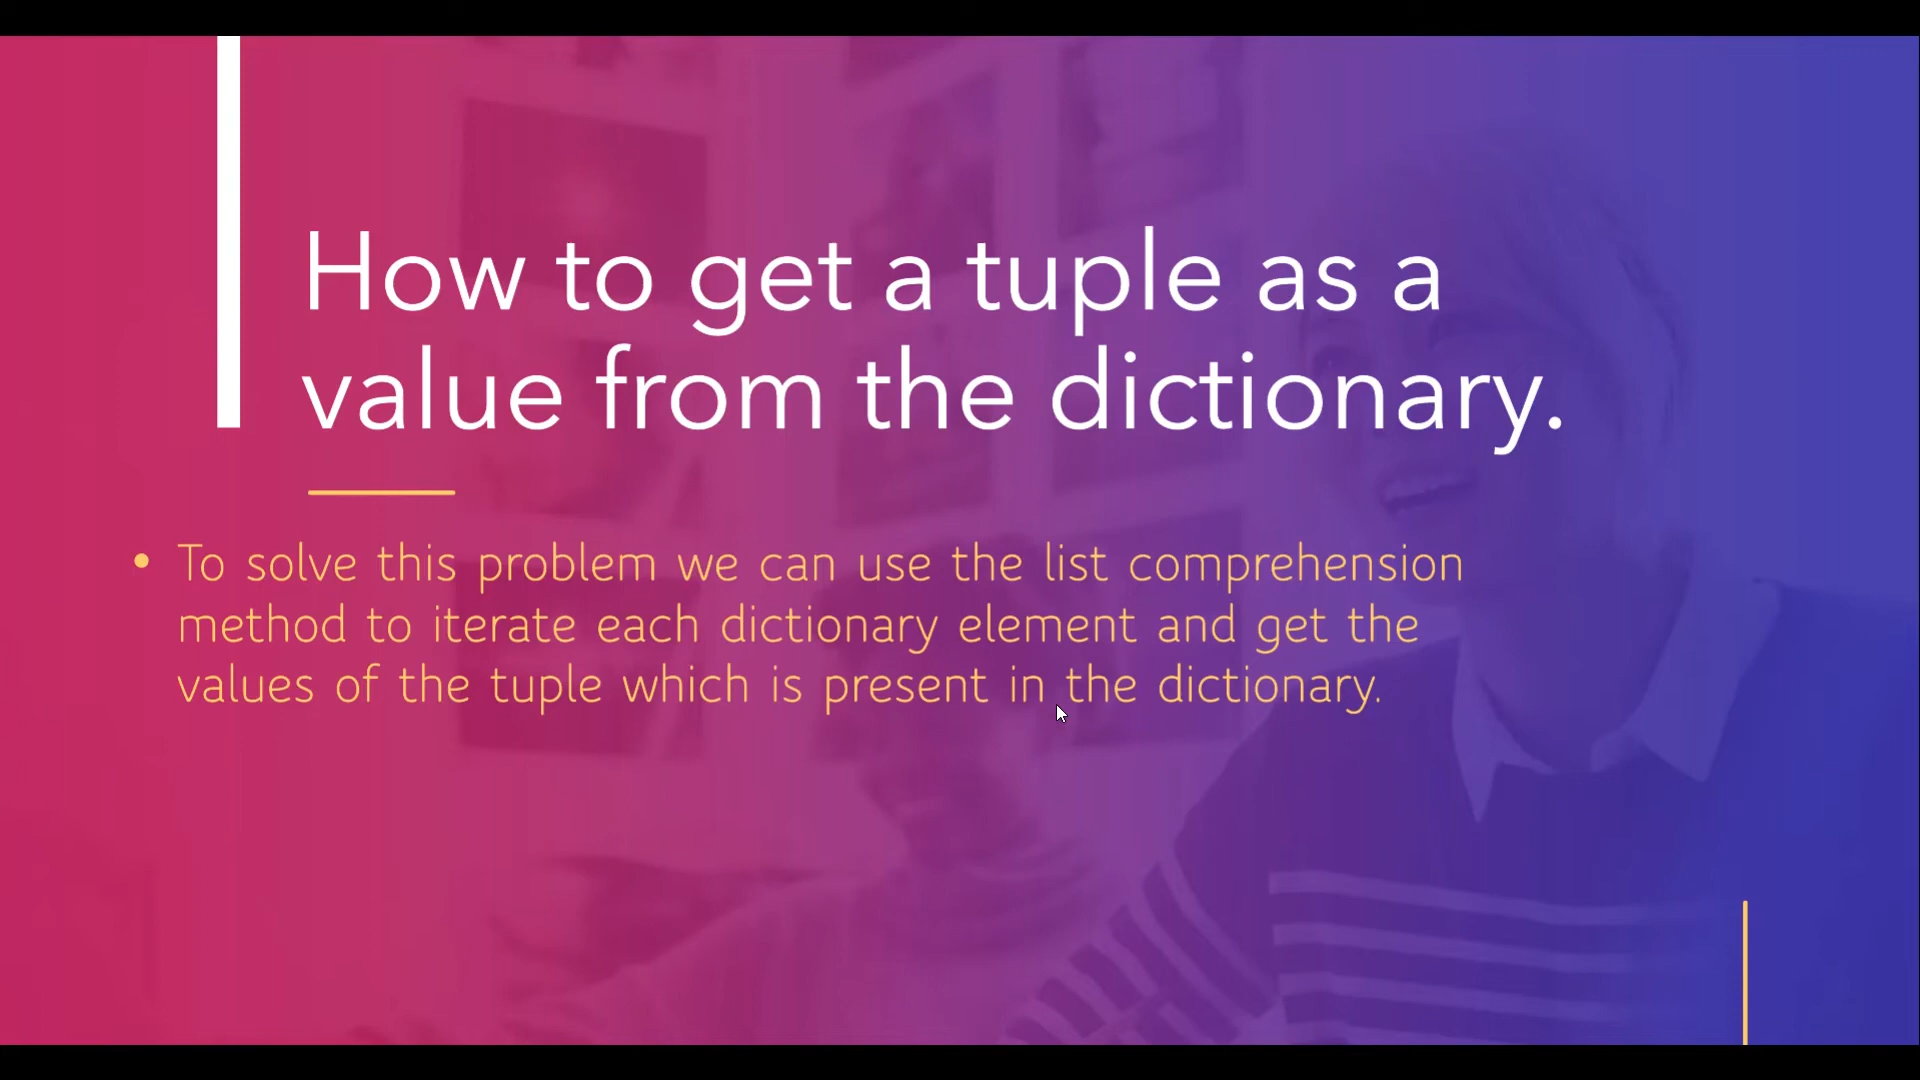 How to get a tuple as a
value from the dictionary.
• To solve this problem we can use the list comprehension
method to iterate each dictionary element and get the
values of the tuple which is present in the dictionary.